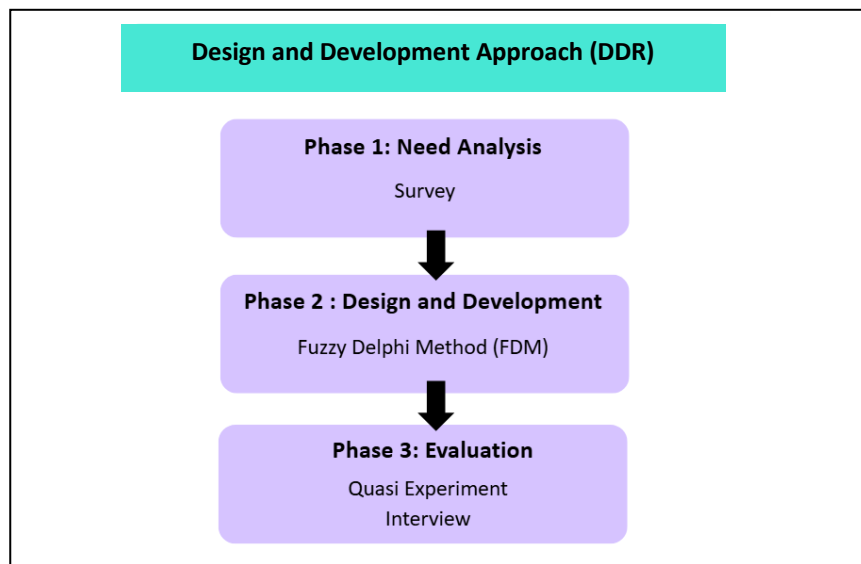 Design and Development Approach (DDR)
Phase 1: Need Analysis
Survey
Phase 2 : Design and Development
Fuzzy Delphi Method (FDM)
Phase 3: Evaluation
Quasi Experiment
Interview